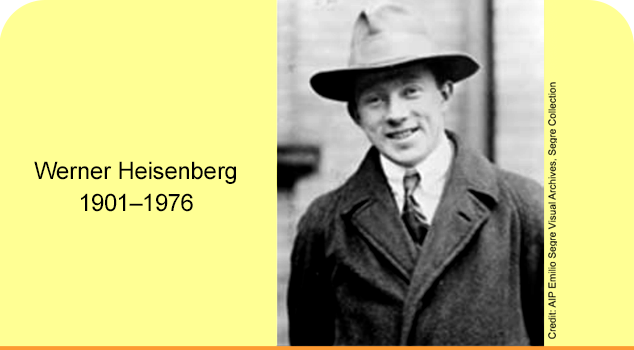 Werner Heisenberg
1901–1976
Credit: AIP Emilio Segre Visual Archives, Segre Collection